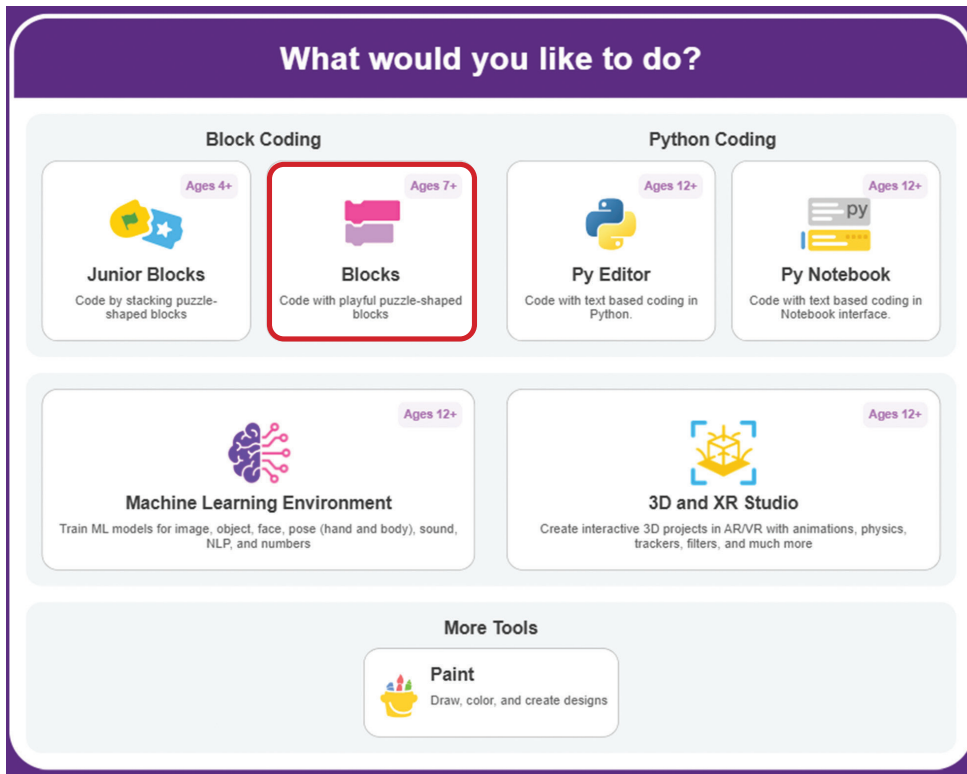 What would you like to do?
Block Coding
Ages 4+
Junior Blocks
Code by stacking puzzle-
shaped blocks
Ages 7+
Blocks
Code with playful puzzle-shaped
blocks
Python Coding
Ages 12+
Py Editor
Code with text based coding in
Python.
Ages 12+
py
Py Notebook
Code with text based coding in
Notebook interface.
Ages 12+
Machine Learning Environment
Train ML models for image, object, face, pose (hand and body), sound,
NLP, and numbers
Ages 12+
3D and XR Studio
Create interactive 3D projects in AR/VR with animations, physics,
trackers, filters, and much more
More Tools
Paint
Draw, color, and create designs